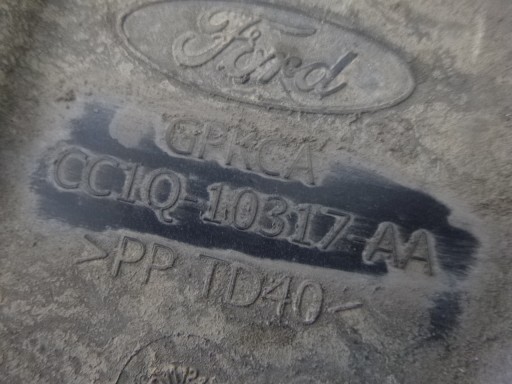 Ford
GPRCA
CC1Q-10317-AA
>PP TD40<